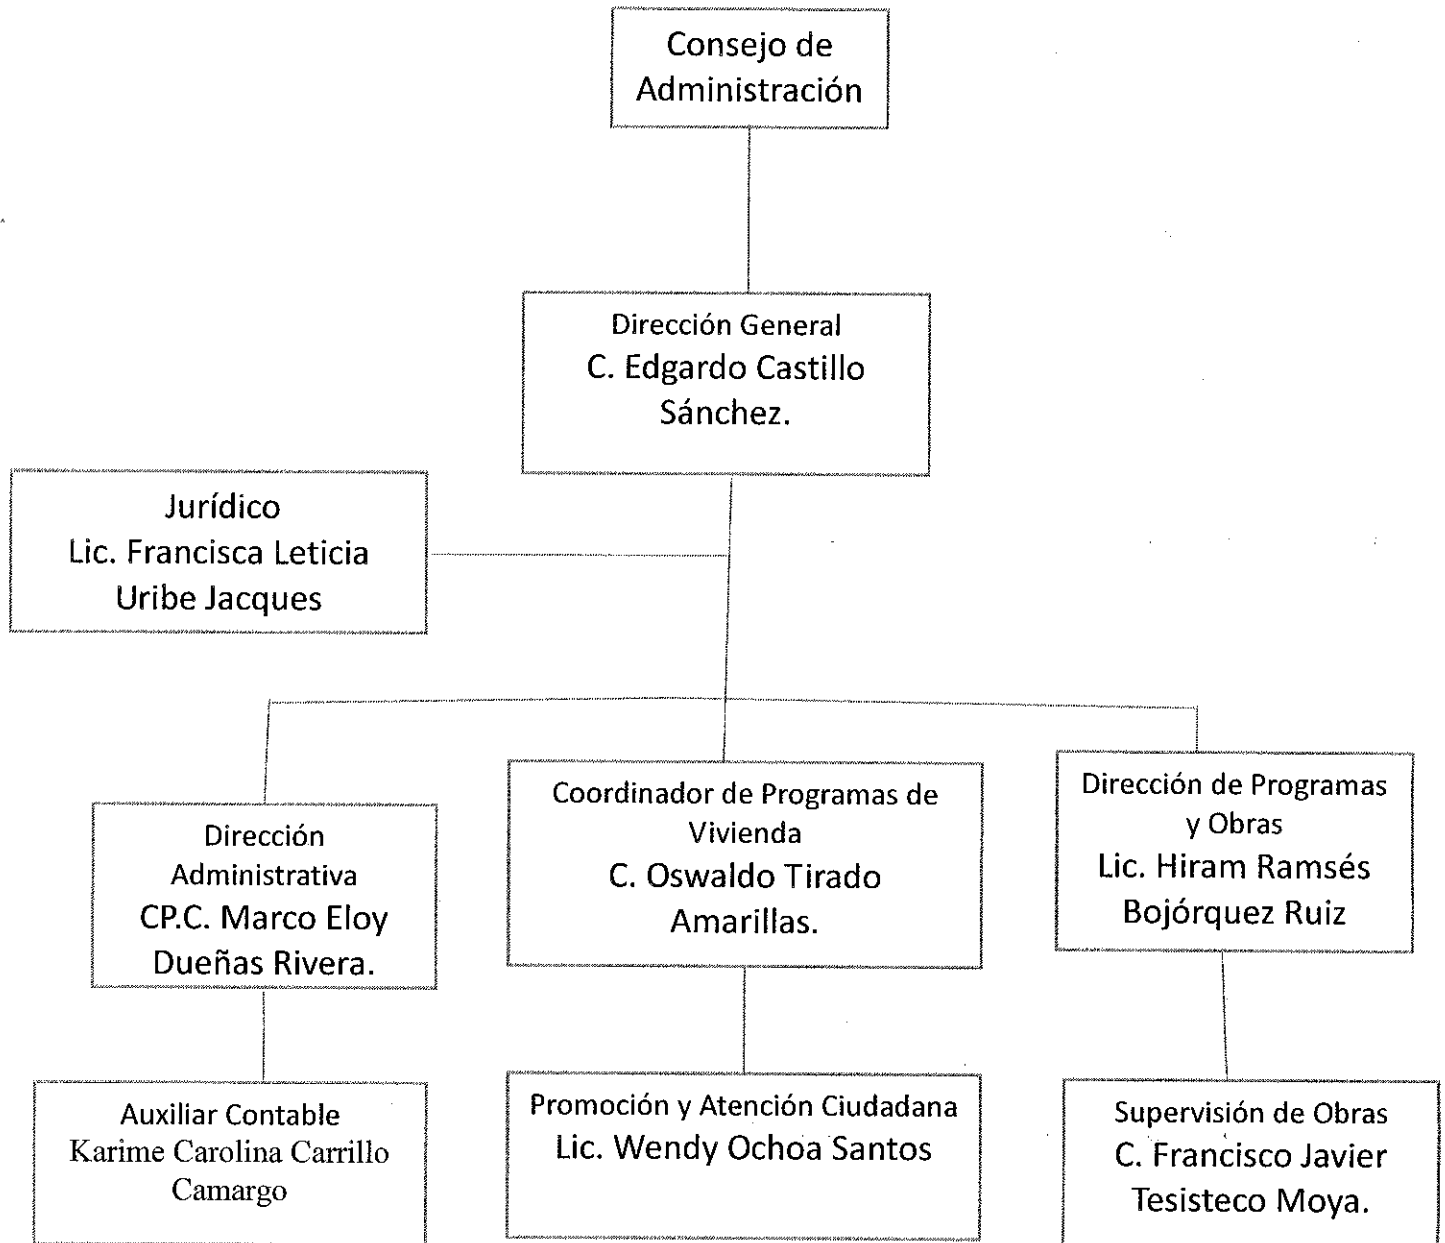 Consejo de
Administración
Dirección General
C. Edgardo Castillo
Sánchez.
Jurídico
Lic. Francisca Leticia
Uribe Jacques
Dirección
Administrativa
CP.C. Marco Eloy
Dueñas Rivera.
Coordinador de Programas de
Vivienda
C. Oswaldo Tirado
Amarillas.
Dirección de Programas
y Obras
Lic. Hiram Ramsés
Bojórquez Ruiz
Auxiliar Contable
Karime Carolina Carrillo
Camargo
Promoción y Atención Ciudadana
Lic. Wendy Ochoa Santos
Supervisión de Obras
C. Francisco Javier
Tesisteco Moya.